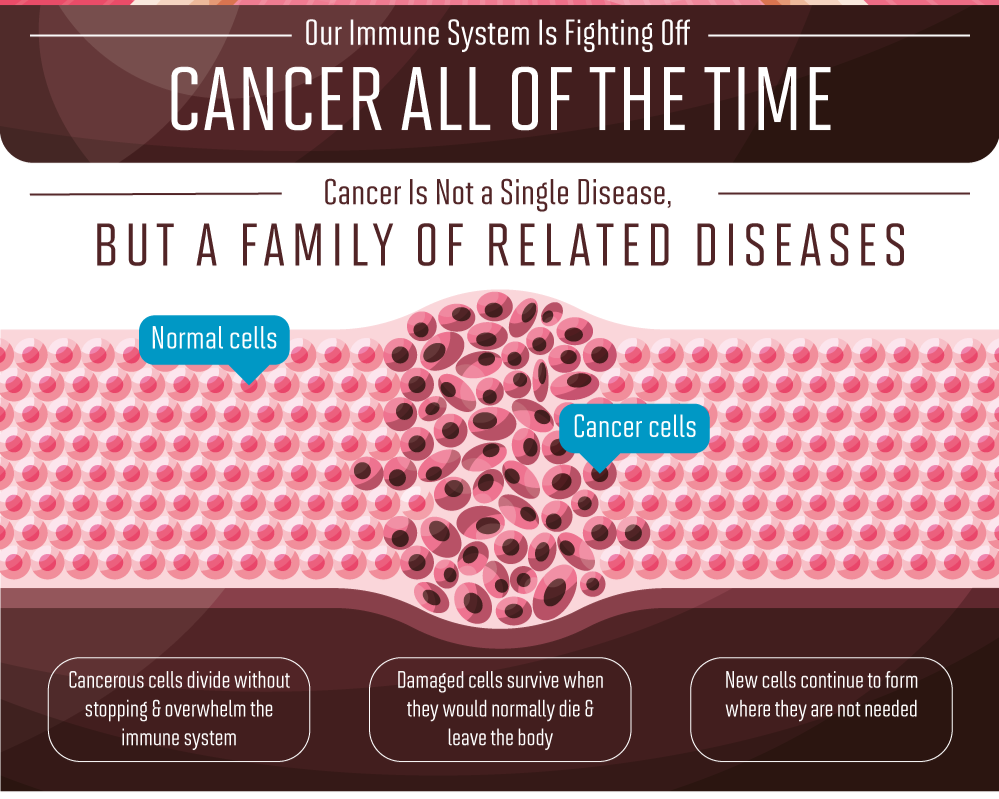 Our Immune System Is Fighting Off
CANCER ALL OF THE TIME
Cancer Is Not a Single Disease,
BUT A FAMILY OF RELATED DISEASES
Normal cells
Cancer cells
Cancerous cells divide without
stopping & overwhelm the
immune system
Damaged cells survive when
they would normally die &
leave the body
New cells continue to form
where they are not needed